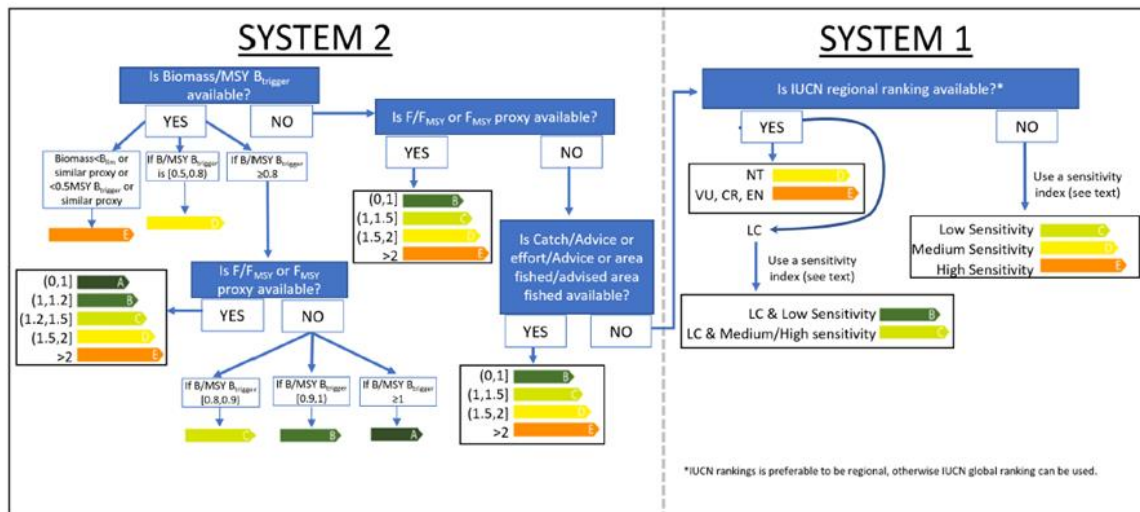 SYSTEM 2
Is Biomass/MSY Btrigger
available?
YES
NO
Biomass<Blim or
similar proxy or
<0.5MSY Btrigger or
similar proxy
E
If B/MSY Btrigger
is [0.5,0.8)
D
If B/MSY Btrigger
≥0.8
Is F/FMSY or FMSY
proxy available?
YES
NO
(0,1] A
(1,1.2] B
(1.2,1.5] C
(1.5,2] D
>2 E
If B/MSY Btrigger
[0.8,0.9)
C
If B/MSY Btrigger
[0.9,1)
B
If B/MSY Btrigger
≥1
A
Is F/FMSY or FMSY proxy available?
YES
NO
(0,1] B
(1,1.5] C
(1.5,2] D
>2 E
Is Catch/Advice or
effort/Advice or area
fished/advised area
fished available?
YES
NO
(0,1] B
(1,1.5] C
(1.5,2] D
>2 E
SYSTEM 1
Is IUCN regional ranking available?*
YES
NO
NT D
VU, CR, EN E
LC
Use a sensitivity
index (see text)
LC & Low Sensitivity B
LC & Medium/High sensitivity C
Use a sensitivity
index (see text)
Low Sensitivity C
Medium Sensitivity D
High Sensitivity E
*IUCN rankings is preferable to be regional, otherwise IUCN global ranking can be used.